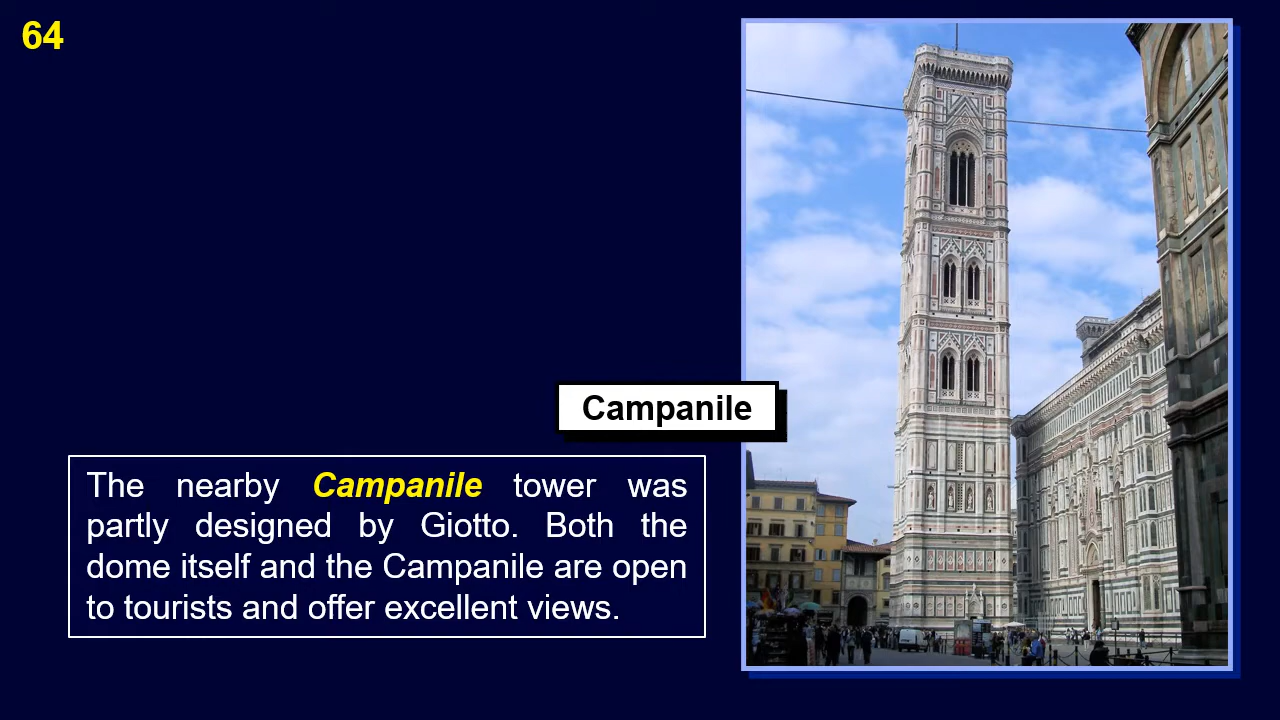 64
Campanile
The nearby Campanile tower was
partly designed by Giotto. Both the
dome itself and the Campanile are open
to tourists and offer excellent views.